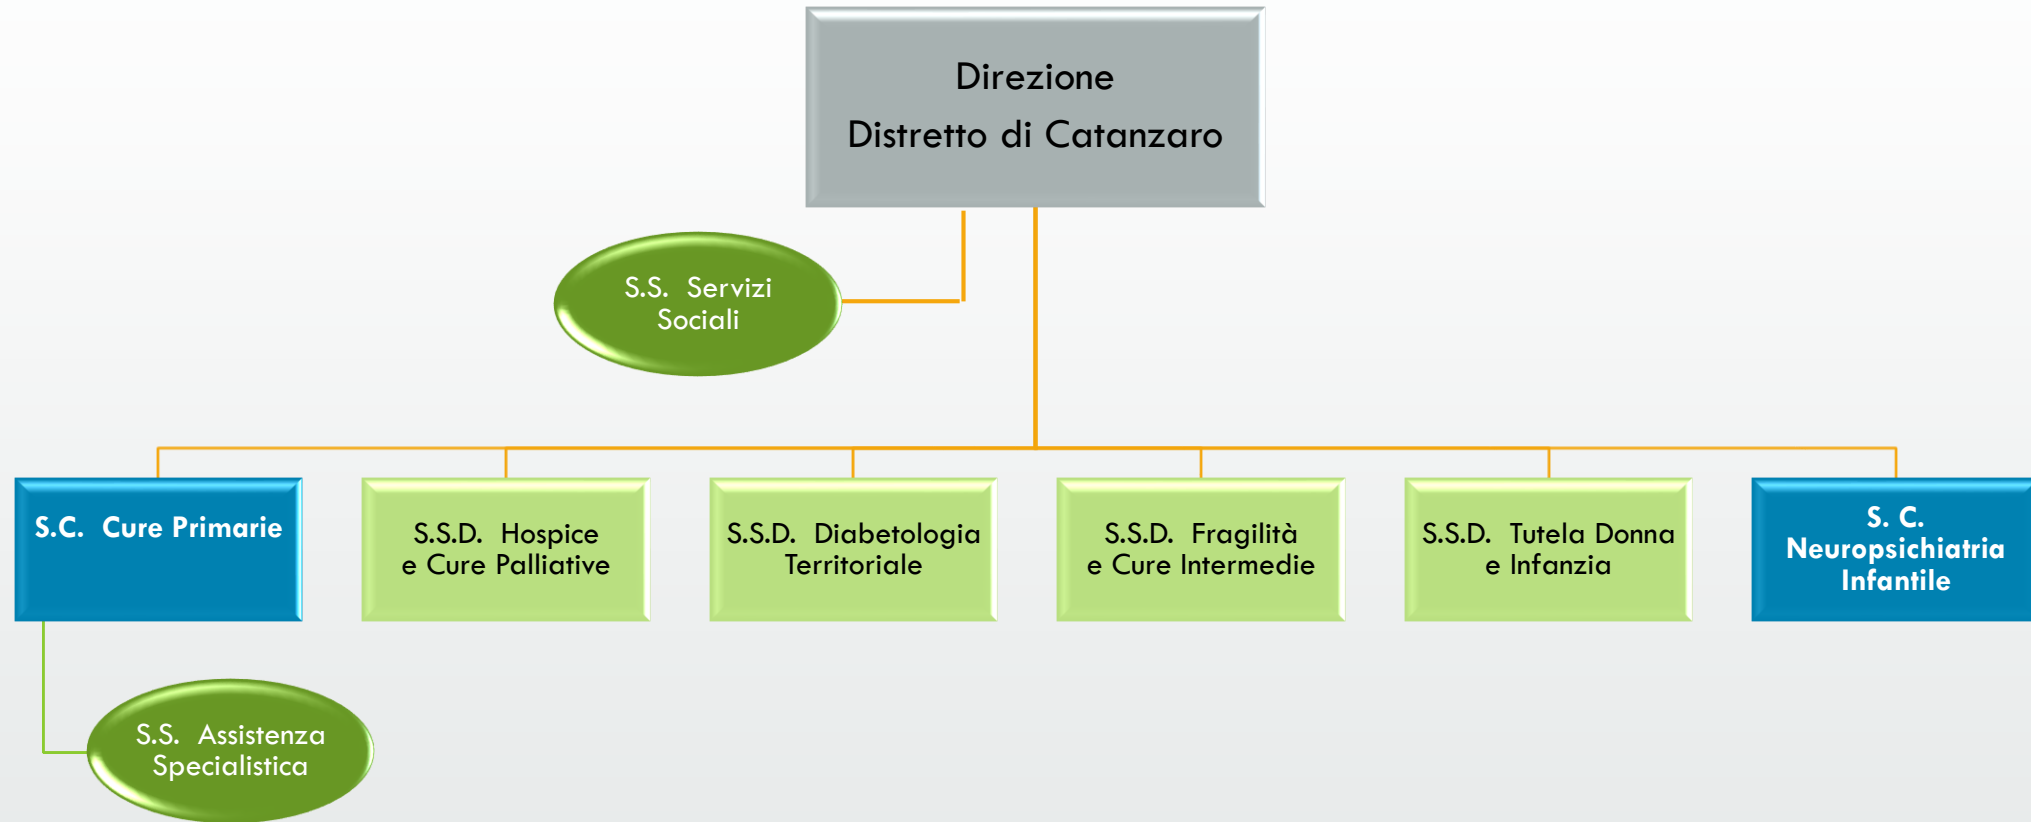 Direzione
Distretto di Catanzaro
S.S. Servizi
Sociali
S.C. Cure Primarie
S.S.D. Hospice
e Cure Palliative
S.S.D. Diabetologia
Territoriale
S.S.D. Fragilità
e Cure Intermedie
S.S.D. Tutela Donna
e Infanzia
S. C.
Neuropsichiatria
Infantile
S.S. Assistenza
Specialistica